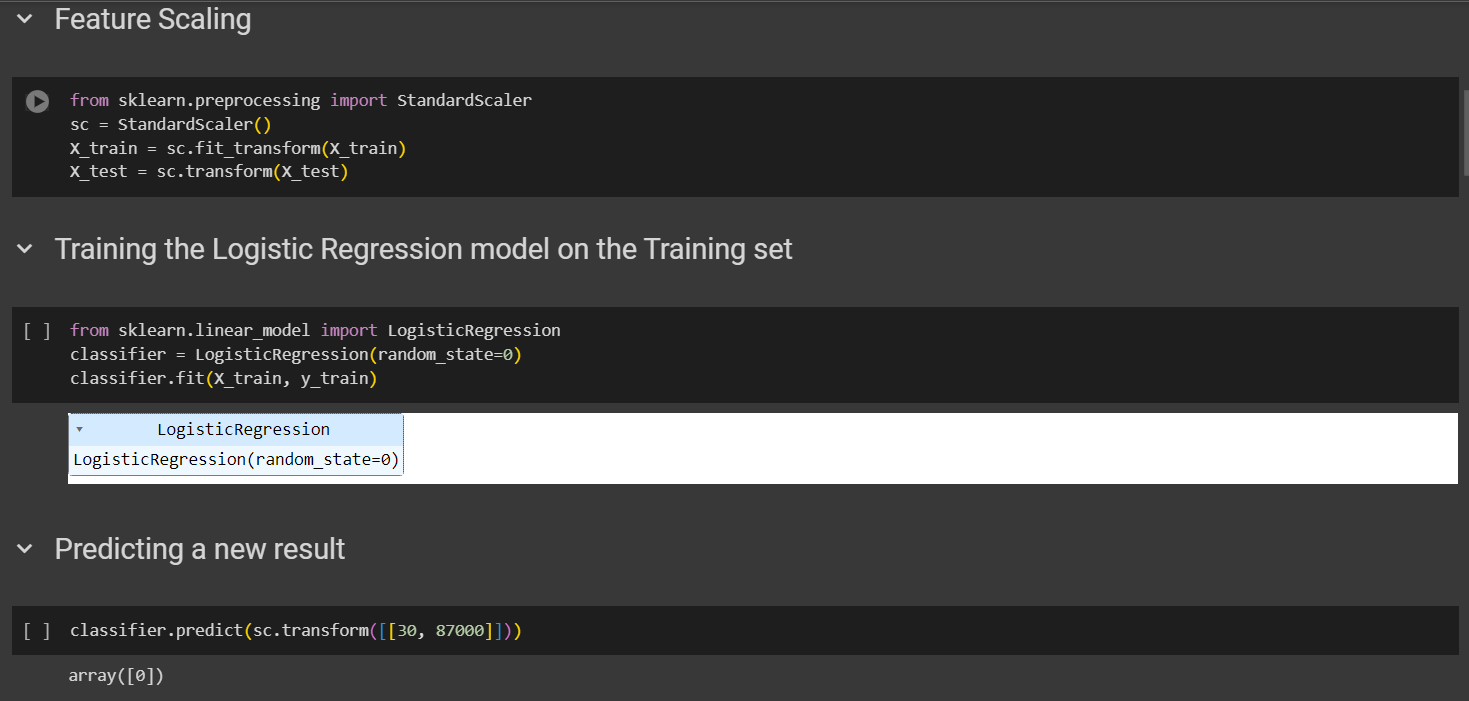 Feature Scaling
from sklearn.preprocessing import StandardScaler
sc = StandardScaler()
X_train = sc.fit_transform(X_train)
X_test = sc.transform(X_test)
Training the Logistic Regression model on the Training set
[ ] from sklearn.linear_model import LogisticRegression
classifier = LogisticRegression(random_state=0)
classifier.fit(X_train, y_train)
LogisticRegression
LogisticRegression(random_state=0)
Predicting a new result
[ ] classifier.predict(sc.transform([[30, 87000]]))
array([0])